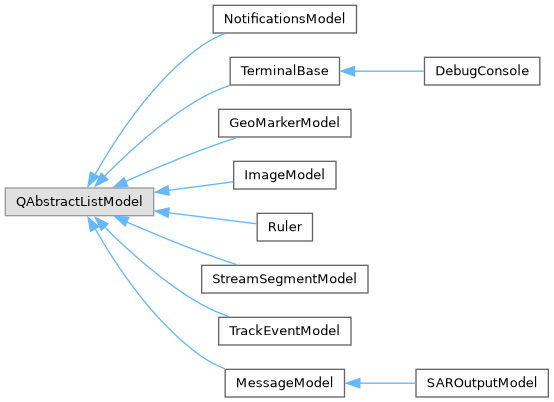 NotificationsModel
TerminalBase
DebugConsole
GeoMarkerModel
ImageModel
QAbstractListModel
Ruler
StreamSegmentModel
TrackEventModel
MessageModel
SAROutputModel